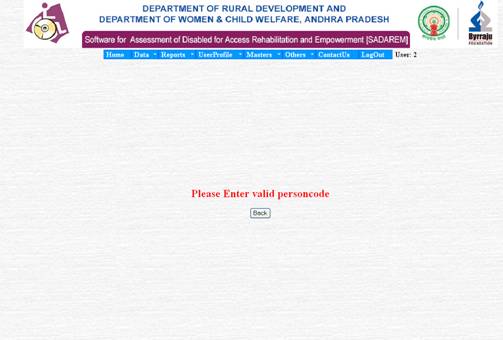 DEPARTMENT OF RURAL DEVELOPMENT AND
DEPARTMENT OF WOMEN & CHILD WELFARE, ANDHRA PRADESH
Software for Assessment of Disabled for Access Rehabilitation and Empowerment [SADAREM]
Byrraju
FOUNDATION
Home Data Reports UserProfile Masters Others ContactUs LogOut User: 2
Please Enter valid personcode
Back